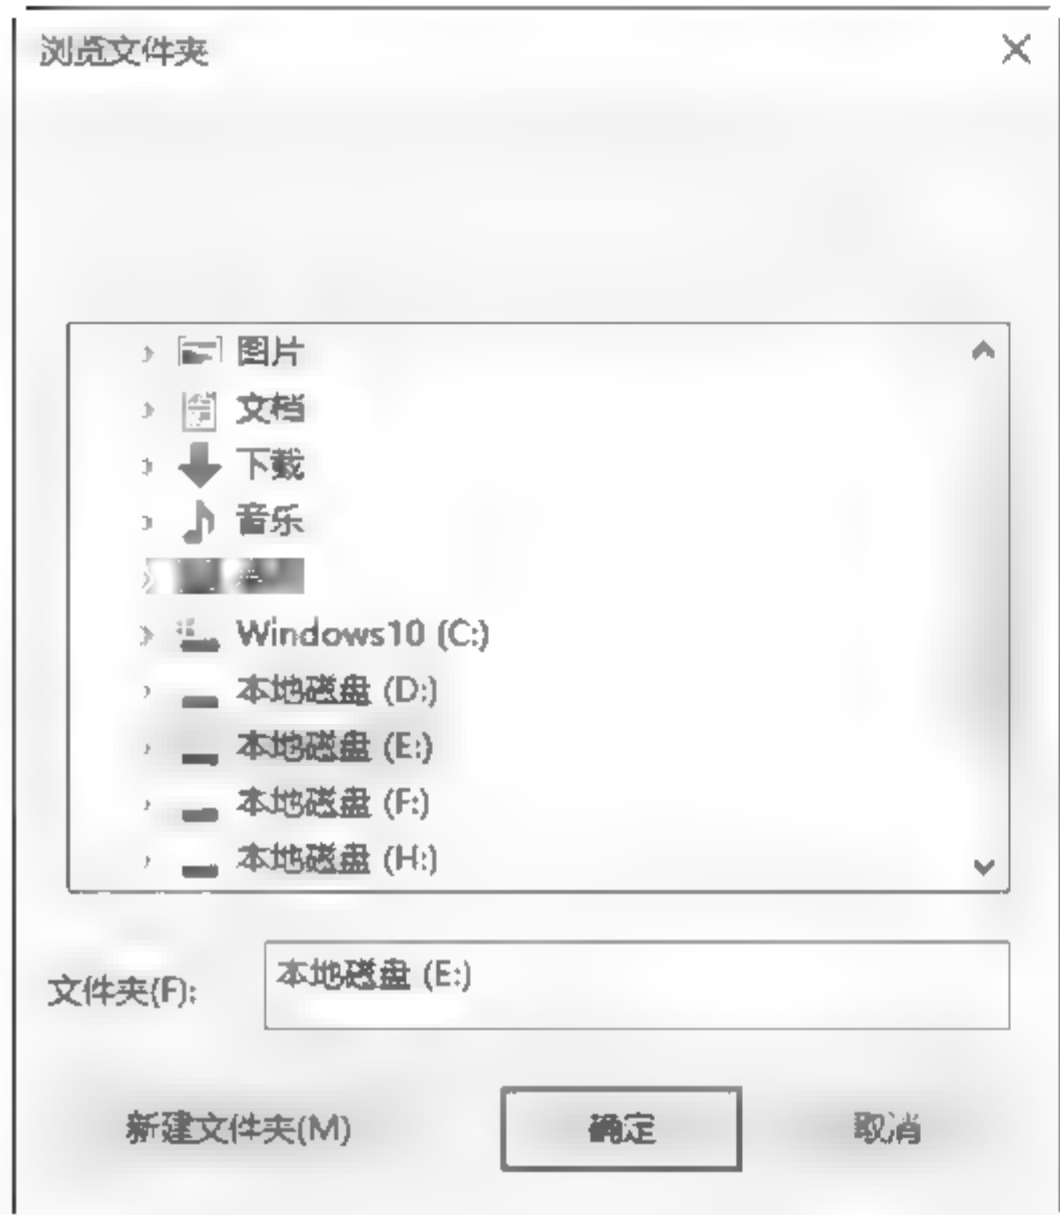 浏览文件夹
图片
文档
下载
音乐
Windows10 (C:)
本地磁盘 (D:)
本地磁盘 (E:)
本地磁盘 (F:)
本地磁盘 (H:)
文件夹(F): 本地磁盘 (E:)
新建文件夹(M) 确定 取消